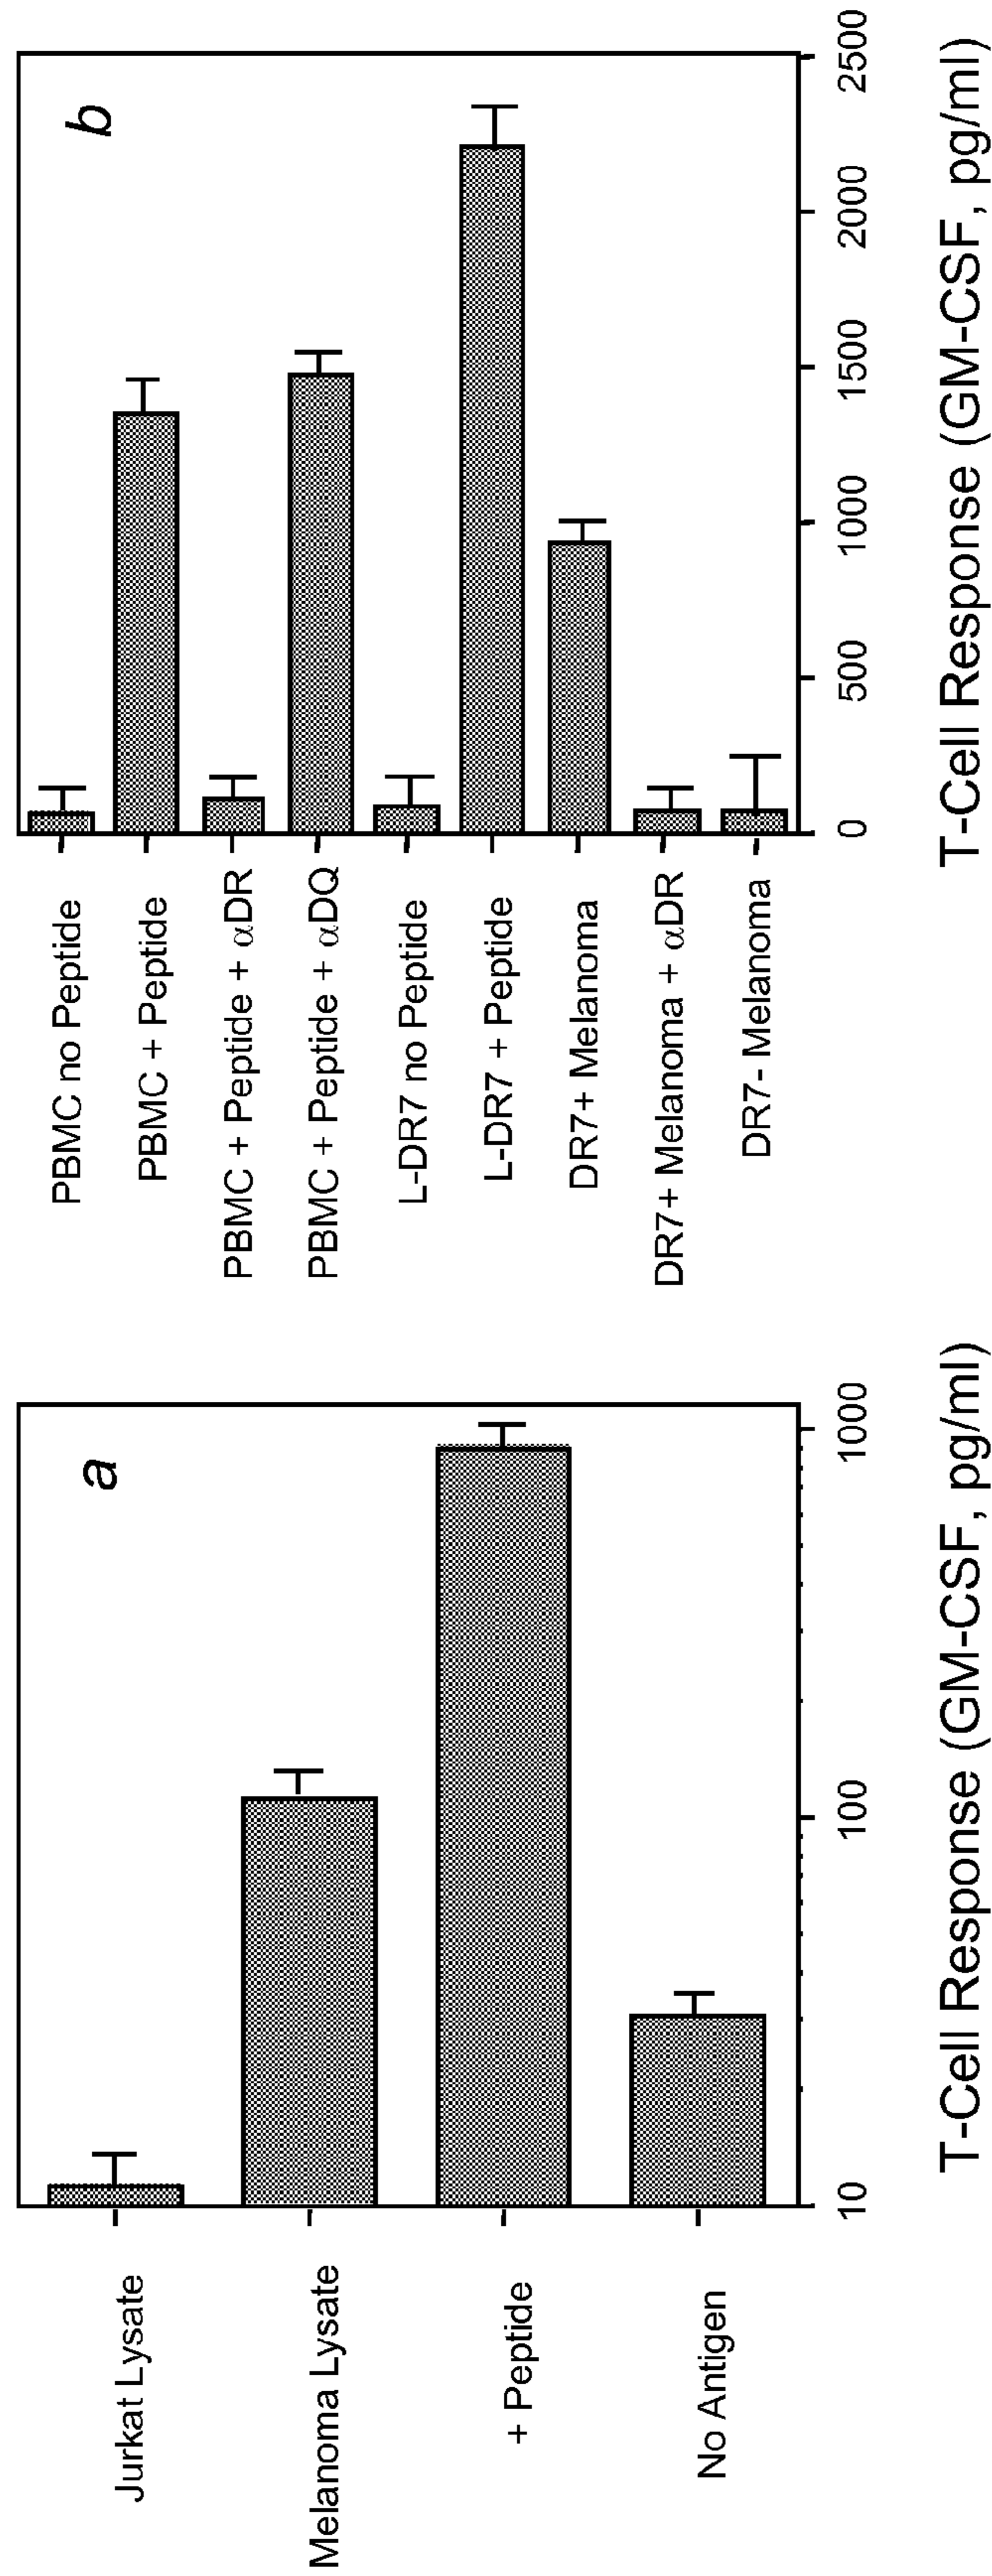 a
Jurkat Lysate
Melanoma Lysate
+ Peptide
No Antigen
10
100
1000
T-Cell Response (GM-CSF, pg/ml)
b
PBMC no Peptide
PBMC + Peptide
PBMC + Peptide + αDR
PBMC + Peptide + αDQ
L-DR7 no Peptide
L-DR7 + Peptide
DR7+ Melanoma
DR7+ Melanoma + αDR
DR7- Melanoma
0
500
1000
1500
2000
2500
T-Cell Response (GM-CSF, pg/ml)